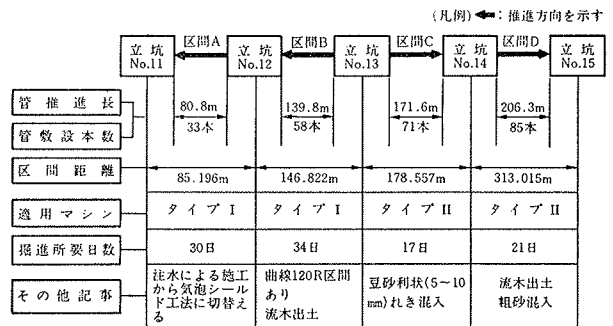 (凡例) : 推進方向を示す
立坑 No.11
区間A
立坑 No.12
区間B
立坑 No.13
区間C
立坑 No.14
区間D
立坑 No.15
管推進長
管敷設本数
80.8m
33本
139.8m
58本
171.6m
71本
206.3m
85本
区間距離
85.196m
146.822m
178.557m
313.015m
適用マシン
タイプⅠ
タイプⅠ
タイプⅡ
タイプⅡ
掘進所要日数
30日
34日
17日
21日
その他記事
注水による施工
から気泡シール
ド工法に切替え
る
曲線120R区間
あり
流木出土
豆砂利状(5~10
mm)れき混入
流木出土
粗砂混入